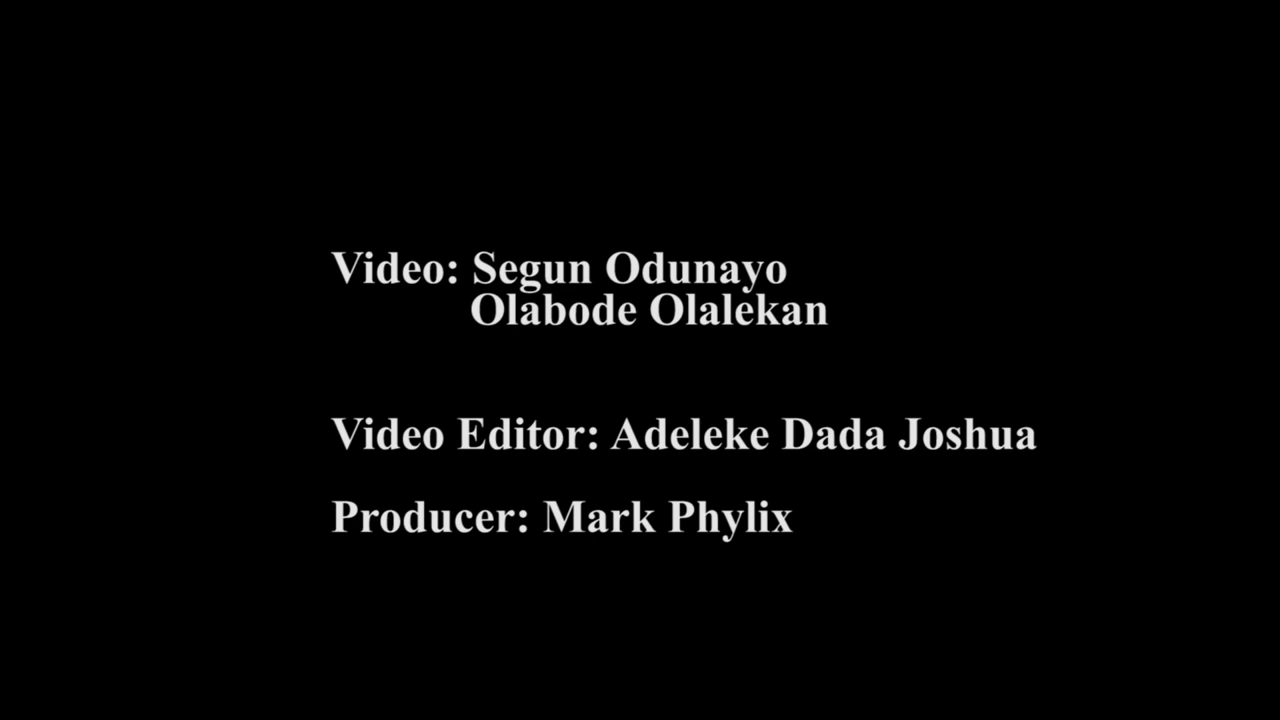 Video: Segun Odunayo
Olabode Olalekan
Video Editor: Adeleke Dada Joshua
Producer: Mark Phylix